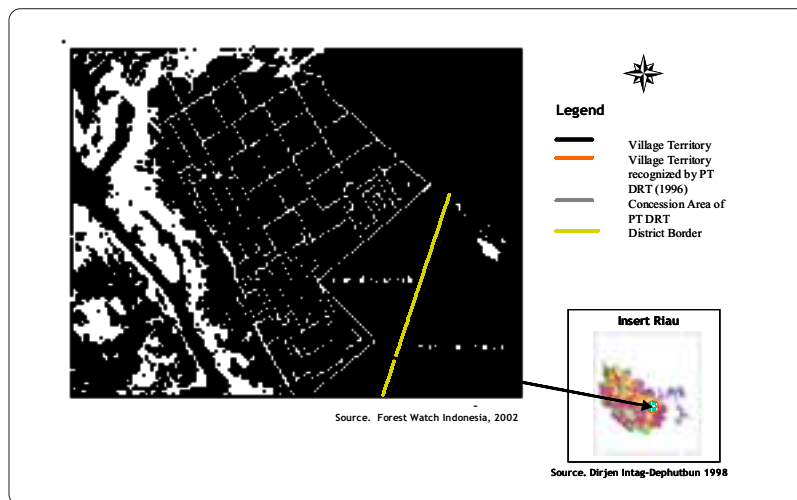 Legend
Village Territory
Village Territory
recognized by PT
DRT (1996)
Concession Area of
PT DRT
District Border
Insert Riau
Source. Forest Watch Indonesia, 2002
Source. Dirjen Intag-Dephutbun 1998